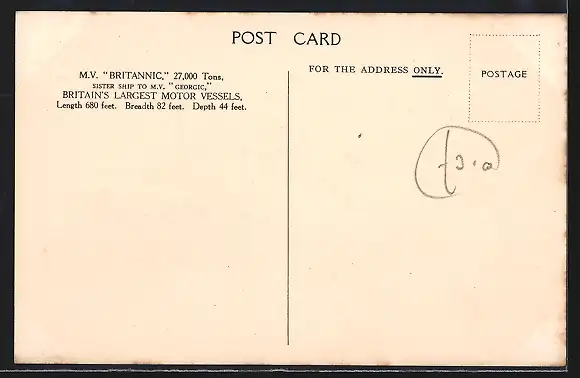 POST CARD
M.V. "BRITANNIC," 27,000 Tons,
SISTER SHIP TO M.V. "GEORGIC,"
BRITAIN'S LARGEST MOTOR VESSELS,
Length 680 feet. Breadth 82 feet. Depth 44 feet.
FOR THE ADDRESS ONLY.
POSTAGE